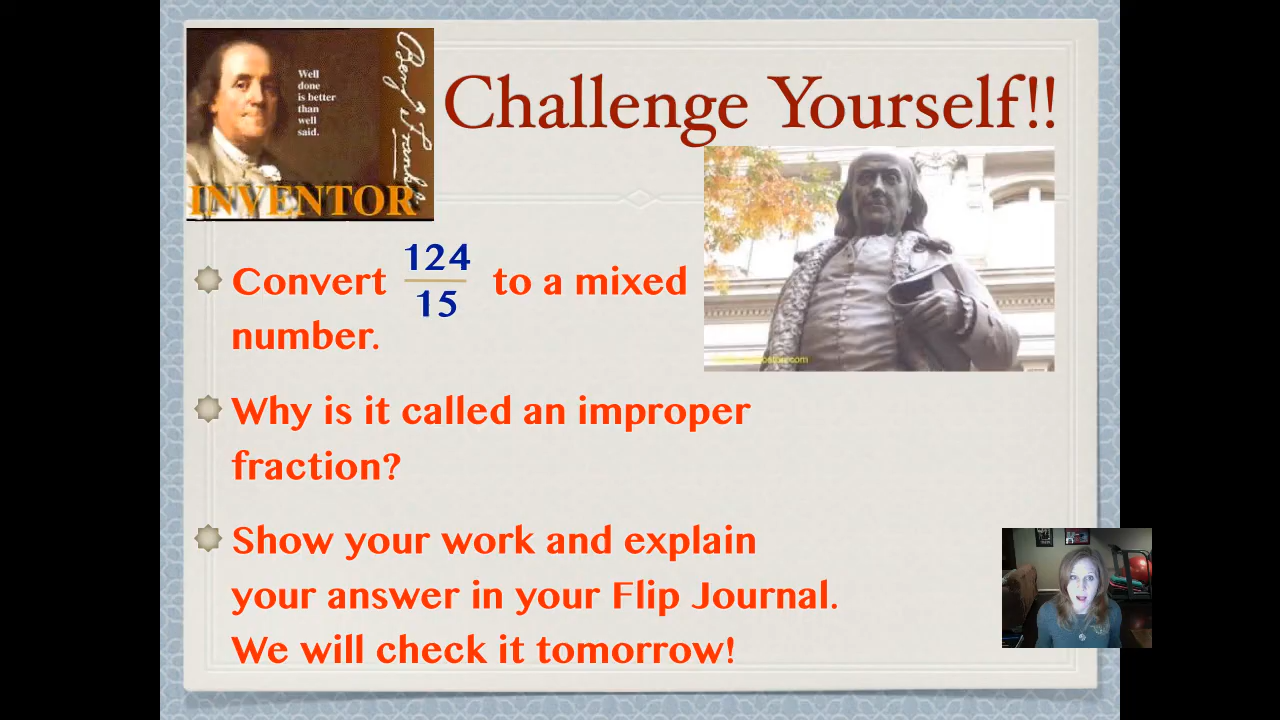 Well
done
is better
than
well
said.
INVENTOR
Challenge Yourself!!
Convert 124/15 to a mixed
number.
Why is it called an improper
fraction?
Show your work and explain
your answer in your Flip Journal.
We will check it tomorrow!